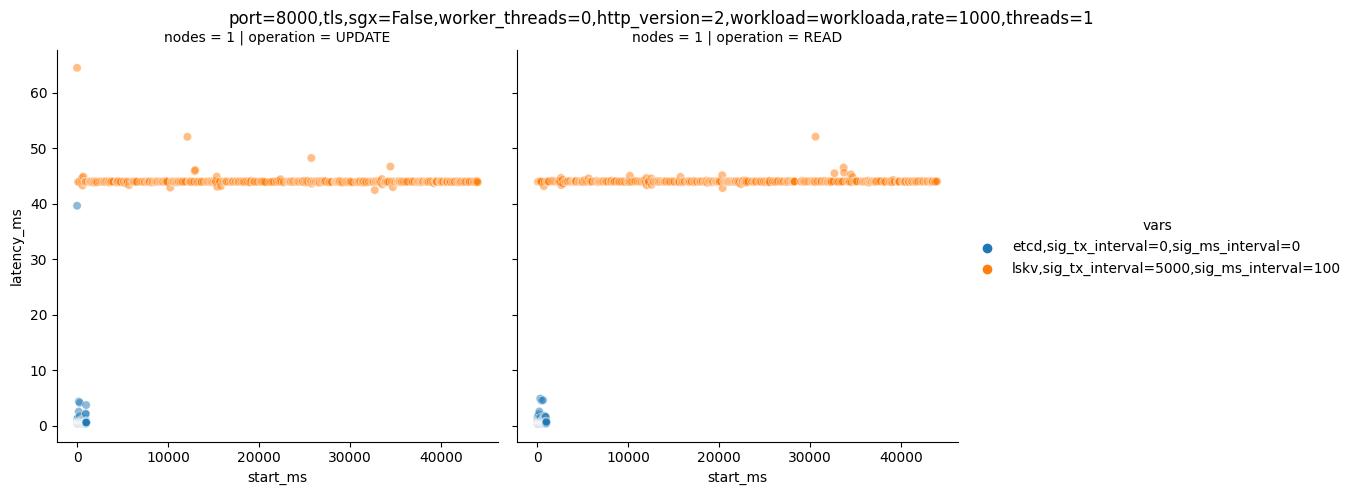 port=8000,tls,sgx=False,worker_threads=0,http_version=2,workload=workloada,rate=1000,threads=1
nodes = 1 | operation = UPDATE
nodes = 1 | operation = READ
latency_ms
60
50
40
30
20
10
0
0 10000 20000 30000 40000
start_ms
0 10000 20000 30000 40000
start_ms
vars
etcd,sig_tx_interval=0,sig_ms_interval=0
lskv,sig_tx_interval=5000,sig_ms_interval=100